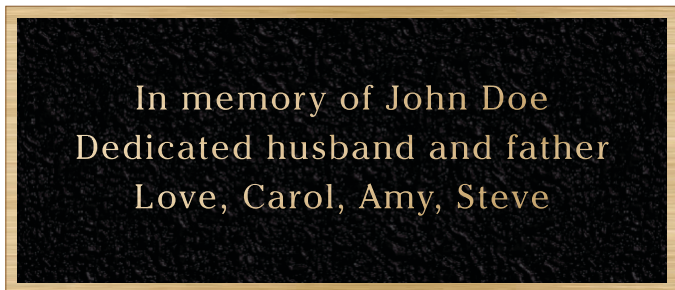 In memory of John Doe
Dedicated husband and father
Love, Carol, Amy, Steve